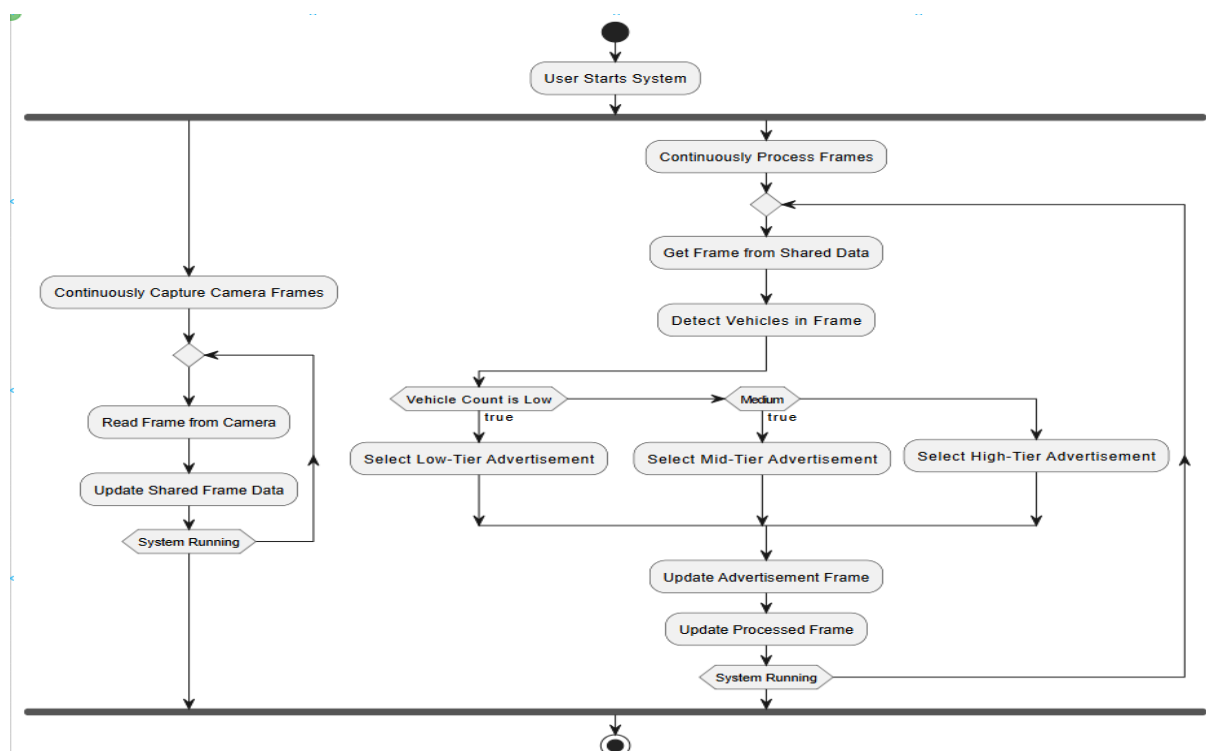 User Starts System
Continuously Process Frames
Get Frame from Shared Data
Continuously Capture Camera Frames
Detect Vehicles in Frame
Vehicle Count is Low
Medium
true
true
Read Frame from Camera
Select Low-Tier Advertisement
Select Mid-Tier Advertisement
Select High-Tier Advertisement
Update Shared Frame Data
System Running
Update Advertisement Frame
Update Processed Frame
System Running